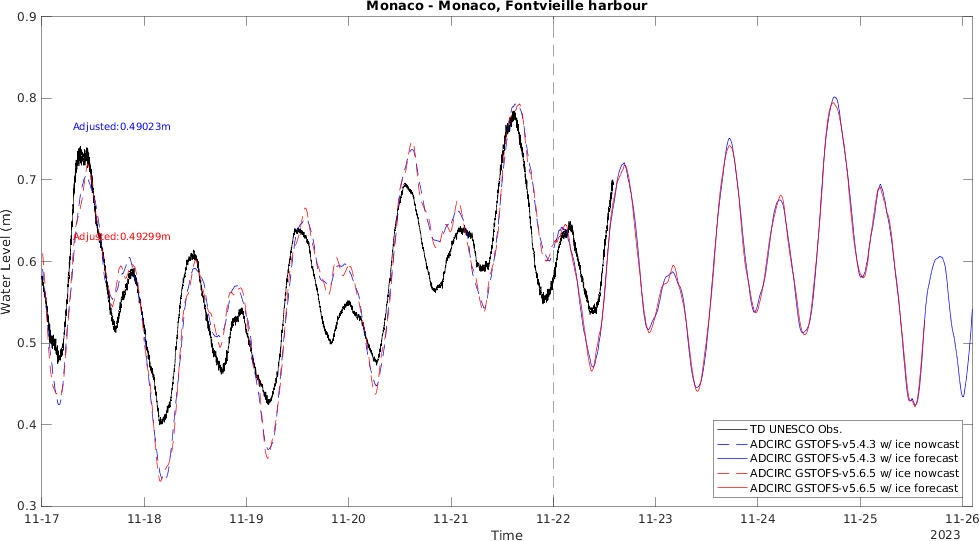 Monaco - Monaco, Fontvieille harbour
Water Level (m)
0.9
0.8
0.7
0.6
0.5
0.4
0.3
Adjusted:0.49023m
Adjusted:0.49299m
TD UNESCO Obs.
ADCIRC GSTOFS-v5.4.3 w/ ice nowcast
ADCIRC GSTOFS-v5.4.3 w/ ice forecast
ADCIRC GSTOFS-v5.6.5 w/ ice nowcast
ADCIRC GSTOFS-v5.6.5 w/ ice forecast
11-17 11-18 11-19 11-20 11-21 11-22 11-23 11-24 11-25 11-26
Time
2023